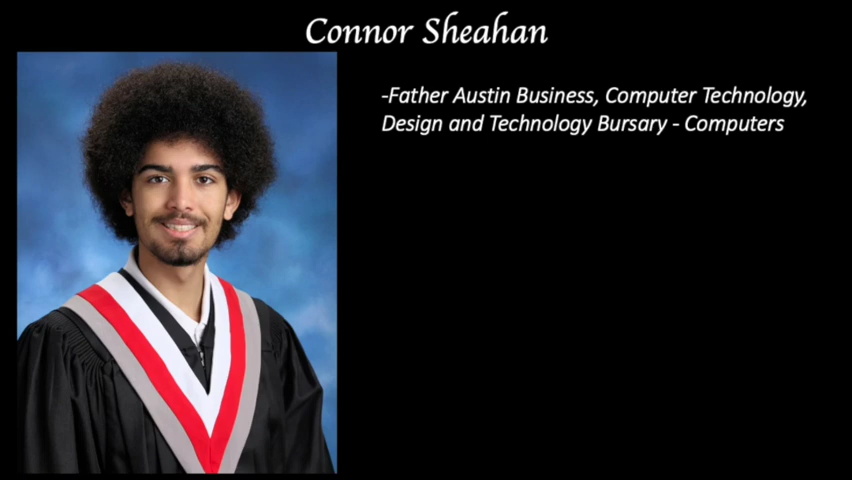 Connor Sheahan
-Father Austin Business, Computer Technology,
Design and Technology Bursary - Computers